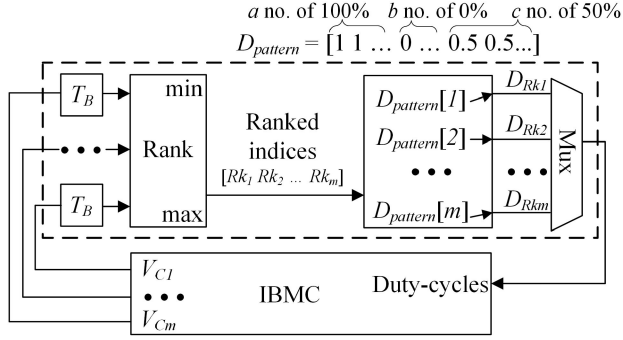 a no. of 100% b no. of 0% c no. of 50%
D_pattern = [1 1 … 0 … 0.5 0.5...]
T_B
min
Rank
max
T_B
Ranked
indices
[Rk_1 Rk_2 ... Rk_m]
D_pattern[1]
D_pattern[2]
D_pattern[m]
D_Rk1
D_Rk2
D_Rkm
Mux
V_C1
V_Cm
IBMC
Duty-cycles